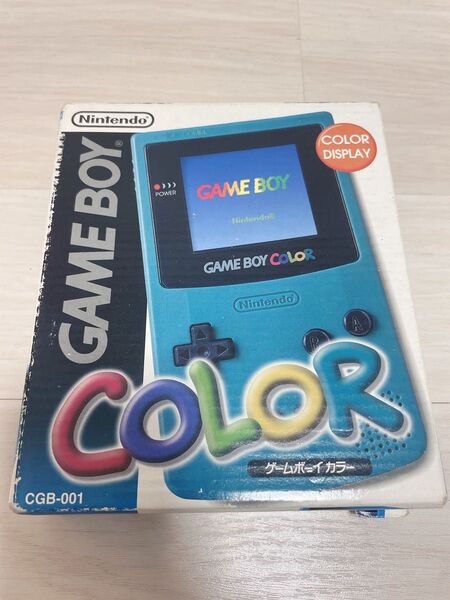 Nintendo®
GAME BOY®
COLOR
DISPLAY
POWER
GAME BOY
Nintendo®
GAME BOY COLOR
Nintendo
B A
COLOR
ゲームボーイカラー
CGB-001